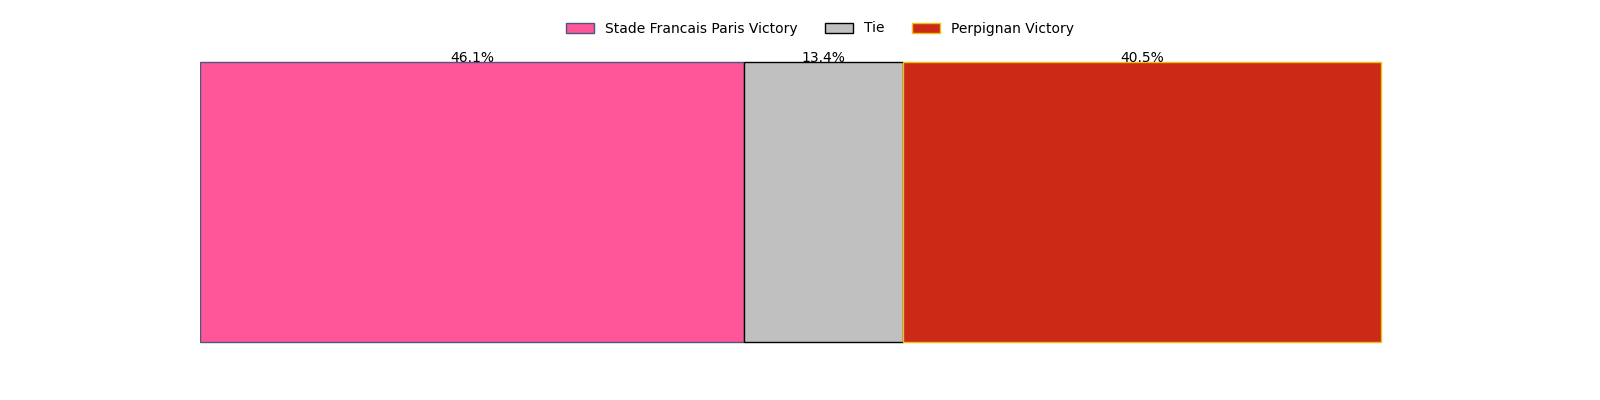 Stade Francais Paris Victory Tie Perpignan Victory
46.1% 13.4% 40.5%